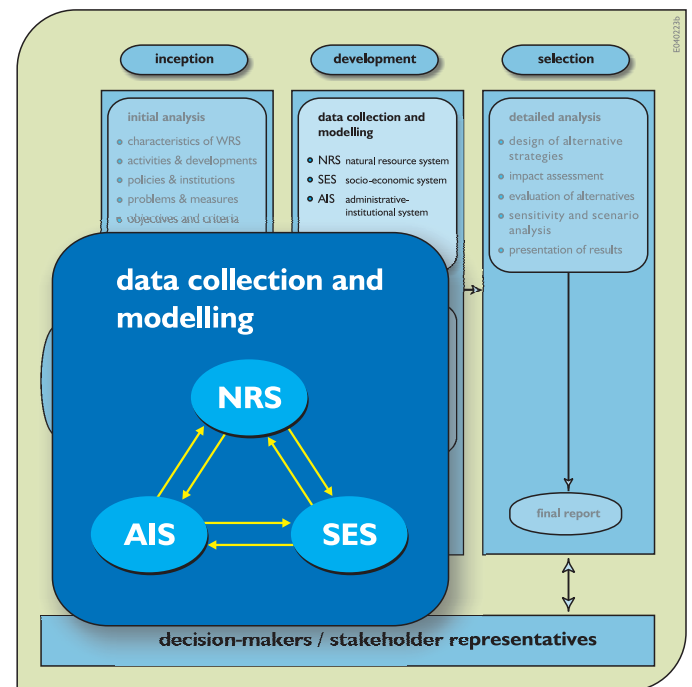 E040223b
inception
development
selection
initial analysis
characteristics of WRS
activities & developments
policies & institutions
problems & measures
objectives and criteria
data collection and
modelling
NRS natural resource system
SES socio-economic system
AIS administrative-
institutional system
detailed analysis
design of alternative
strategies
impact assessment
evaluation of alternatives
sensitivity and scenario
analysis
presentation of results
data collection and
modelling
NRS
AIS
SES
final report
decision-makers / stakeholder representatives